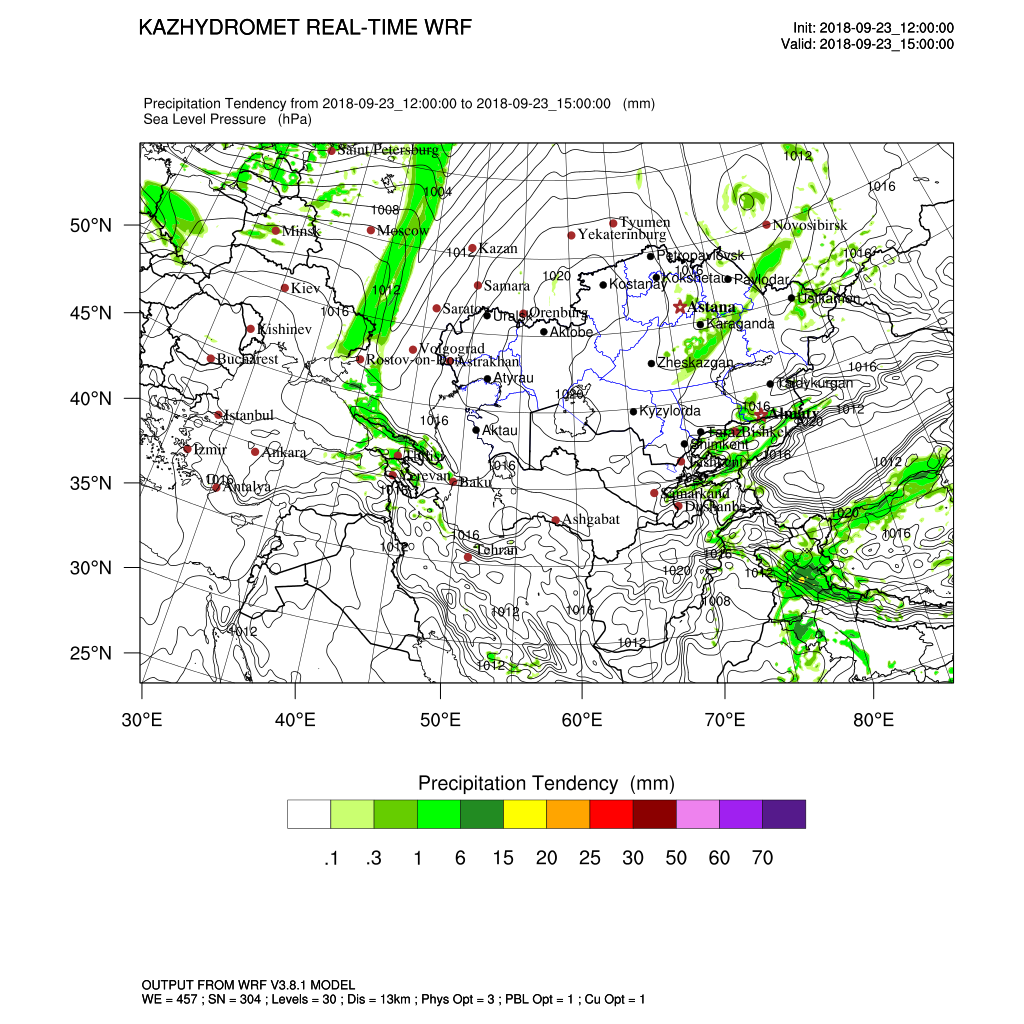 KAZHYDROMET REAL-TIME WRF
Init: 2018-09-23_12:00:00
Valid: 2018-09-23_15:00:00
Precipitation Tendency from 2018-09-23_12:00:00 to 2018-09-23_15:00:00 (mm)
Sea Level Pressure (hPa)
Saint Petersburg
1012
1016
1004
1008
50°N
Minsk
Moscow
Tyumen
Novosibirsk
Yekaterinburg
1012
Kazan
1016
Petropavlovsk
1016
1020
Kokshetau
Pavlodar
Kostanay
Kiev
1012
Samara
Ustkamen
45°N
1016
Saratov
Uralsk
Orenburg
Astana
Karaganda
Kishinev
Aktobe
Bucharest
Rostov-on-Don
Volgograd
Astrakhan
Zheskazgan
1016
Atyrau
Taldykurgan
40°N
1020
Istanbul
1016
Kyzylorda
1016
Almaty
1012
1020
Aktau
Taraz
Bishkek
Shimkent
Izmir
Ankara
Tbilisi
1016
Tashkent
1016
1012
35°N
1016
Antalya
Yerevan
1016
Baku
1020
Samarkand
Dushanbe
1020
Ashgabat
1016
1016
1012
Tehran
1016
30°N
1020
1012
1008
1012
1016
1012
1012
25°N
1012
30°E
40°E
50°E
60°E
70°E
80°E
Precipitation Tendency (mm)
.1 .3 1 6 15 20 25 30 50 60 70
OUTPUT FROM WRF V3.8.1 MODEL
WE = 457 ; SN = 304 ; Levels = 30 ; Dis = 13km ; Phys Opt = 3 ; PBL Opt = 1 ; Cu Opt = 1